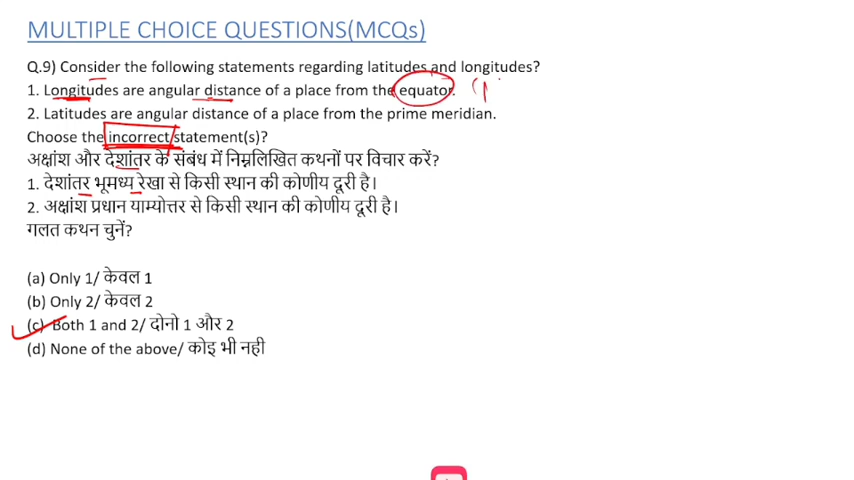 MULTIPLE CHOICE QUESTIONS(MCQs)
Q.9) Consider the following statements regarding latitudes and longitudes?
1. Longitudes are angular distance of a place from the equator.
2. Latitudes are angular distance of a place from the prime meridian.
Choose the incorrect statement(s)?
अक्षांश और देशांतर के संबंध में निम्नलिखित कथनों पर विचार करें?
1. देशांतर भूमध्य रेखा से किसी स्थान की कोणीय दूरी है।
2. अक्षांश प्रधान याम्योत्तर से किसी स्थान की कोणीय दूरी है।
गलत कथन चुनें?
(a) Only 1/ केवल 1
(b) Only 2/ केवल 2
(c) Both 1 and 2/ दोनो 1 और 2
(d) None of the above/ कोइ भी नही